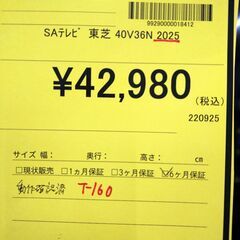 99290000018412
SAﾃﾚﾋﾞ 東芝 40V36N 2025
¥42,980
(税込)
220925
サイズ 幅: 奥行: 高さ: cm
□現状販売 □1ヵ月保証 □3ヶ月保証 ☑6ヶ月保証
動作確認済 T-160